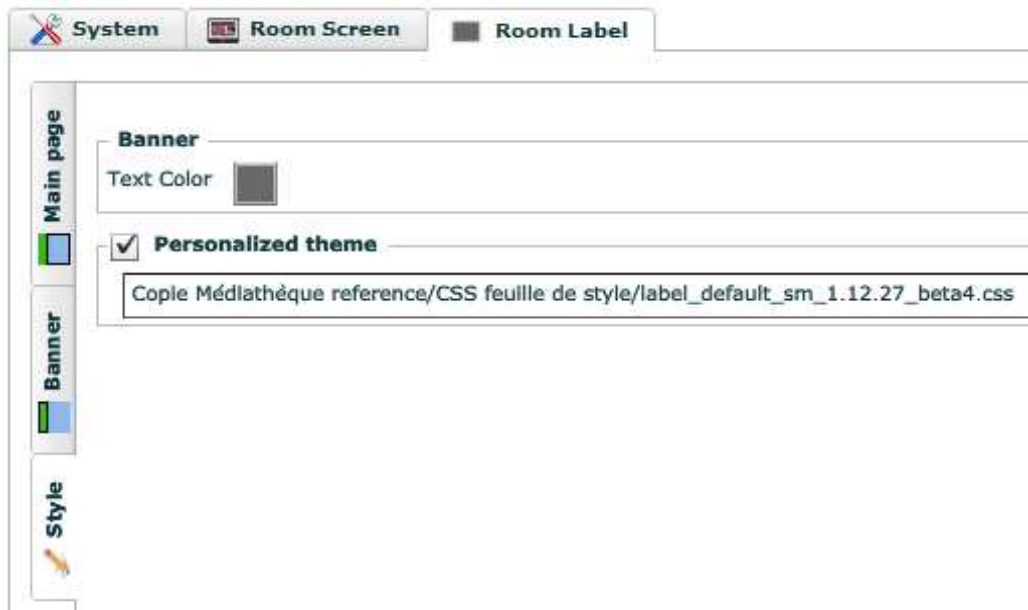 System
Room Screen
Room Label
Main page
Banner
Style
Banner
Text Color
Personalized theme
Copie Médiathèque reference/CSS feuille de style/label_default_sm_1.12.27_beta4.css